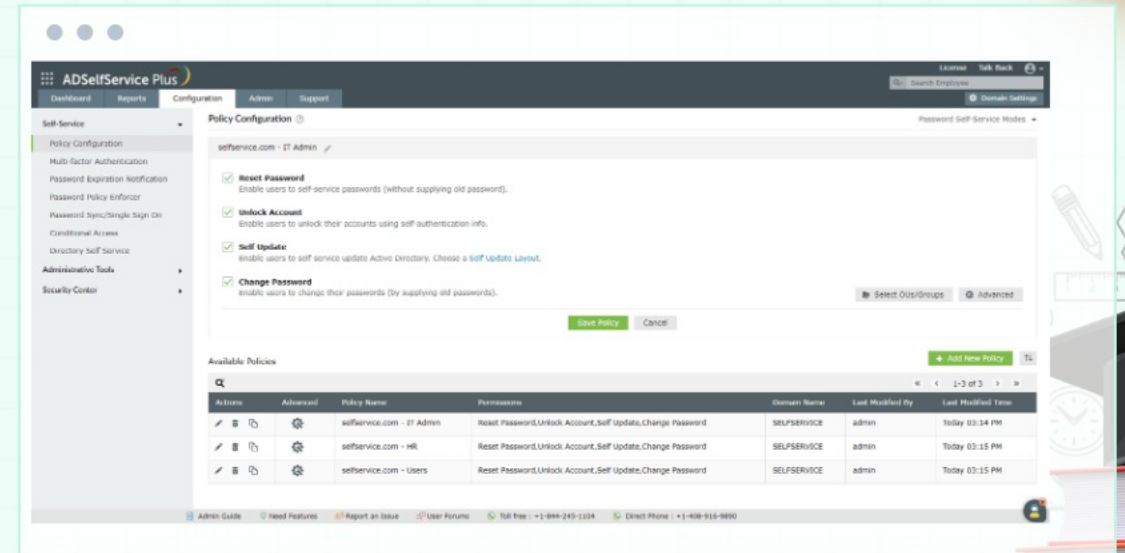 License Talk Back
ADSelfService Plus
Search Employee
Dashboard Reports Configuration Admin Support
Domain Settings
Self-Service
Policy Configuration
Password Self-Service Modes
Policy Configuration
selfservice.com - IT Admin
Multi-factor Authentication
Password Expiration Notification
Password Policy Enforcer
Password Sync/Single Sign On
Conditional Access
Directory Self Service
Administrative Tools
Security Center
Reset Password
Enable users to self-service passwords (without supplying old password).
Unlock Account
Enable users to unlock their accounts using self-authentication info.
Self Update
Enable users to self service update Active Directory. Choose a Self Update Layout.
Change Password
Enable users to change their passwords (by supplying old passwords).
Select OUs/Groups Advanced
Save Policy Cancel
Available Policies
+ Add New Policy
1-3 of 3
Actions Advanced Policy Name Permissions Domain Name Last Modified By Last Modified Time
selfservice.com - IT Admin Reset Password,Unlock Account,Self Update,Change Password SELFSERVICE admin Today 03:14 PM
selfservice.com - HR Reset Password,Unlock Account,Self Update,Change Password SELFSERVICE admin Today 03:15 PM
selfservice.com - Users Reset Password,Unlock Account,Self Update,Change Password SELFSERVICE admin Today 03:15 PM
Admin Guide Need Features Report an Issue User Forums Toll free : +1-844-245-1104 Direct Phone : +1-408-916-9890